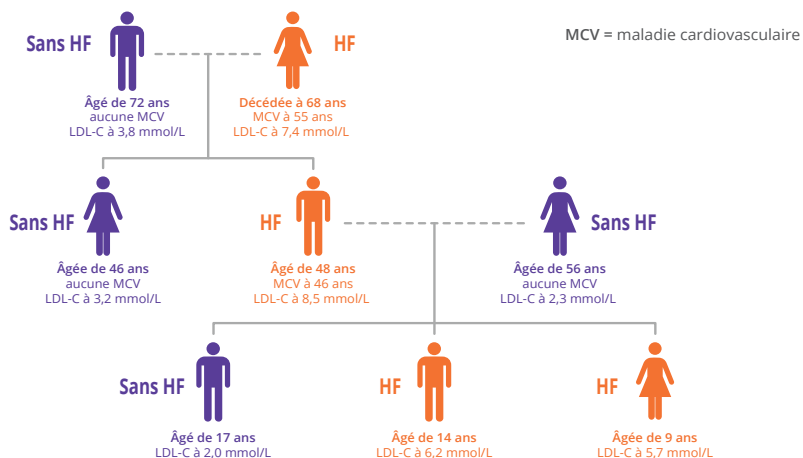 Sans HF
HF
MCV = maladie cardiovasculaire
Âgé de 72 ans
aucune MCV
LDL-C à 3,8 mmol/L
Décédée à 68 ans
MCV à 55 ans
LDL-C à 7,4 mmol/L
Sans HF
HF
Sans HF
Âgée de 46 ans
aucune MCV
LDL-C à 3,2 mmol/L
Âgé de 48 ans
MCV à 46 ans
LDL-C à 8,5 mmol/L
Âgée de 56 ans
aucune MCV
LDL-C à 2,3 mmol/L
Sans HF
HF
HF
Âgé de 17 ans
LDL-C à 2,0 mmol/L
Âgé de 14 ans
LDL-C à 6,2 mmol/L
Âgée de 9 ans
LDL-C à 5,7 mmol/L